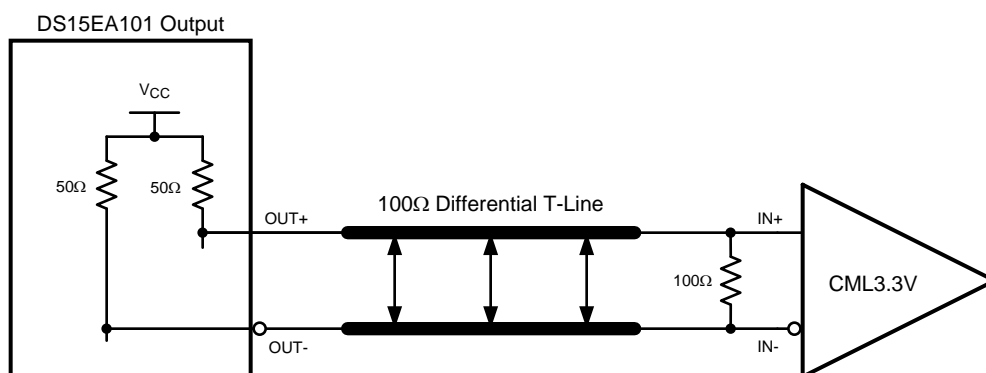 DS15EA101 Output
VCC
50Ω
50Ω
OUT+
100Ω Differential T-Line
IN+
100Ω
CML3.3V
OUT-
IN-